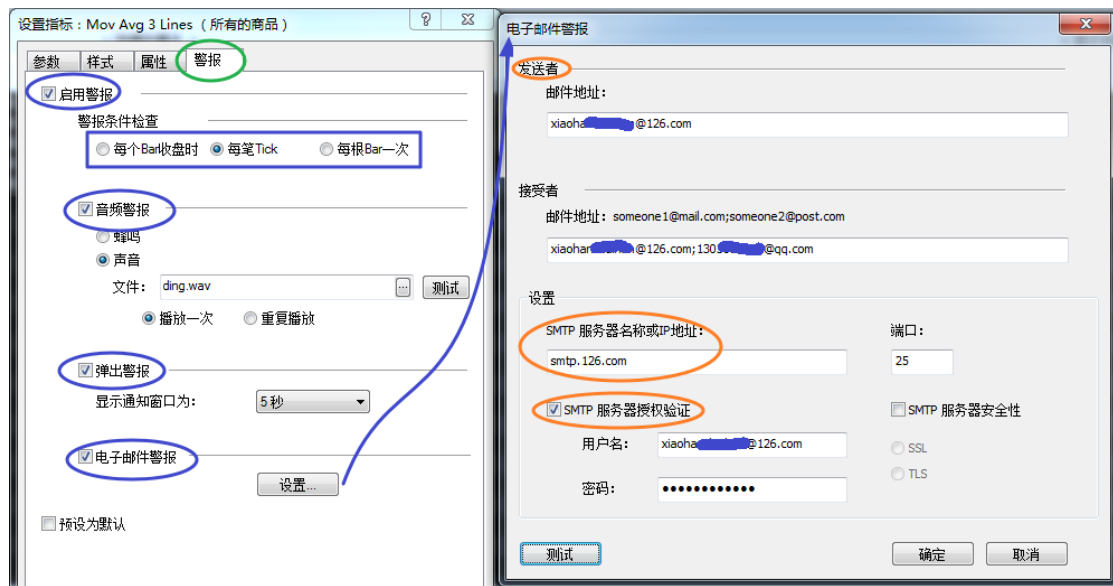 设置指标：Mov Avg 3 Lines （所有的商品）
参数 样式 属性 警报
启用警报
警报条件检查
每个Bar收盘时 每笔Tick 每根Bar一次
音频警报
蜂鸣
声音
文件： ding.wav ... 测试
播放一次 重复播放
弹出警报
显示通知窗口为： 5 秒
电子邮件警报
设置...
预设为默认
电子邮件警报
发送者
邮件地址：
@126.com
接受者
邮件地址：someone1@mail.com;someone2@post.com
@126.com;130 @qq.com
设置
SMTP 服务器名称或IP地址： 端口：
smtp.126.com 25
SMTP 服务器授权验证 SMTP 服务器安全性
用户名： xiaoha @126.com SSL
TLS
密码：
测试 确定 取消